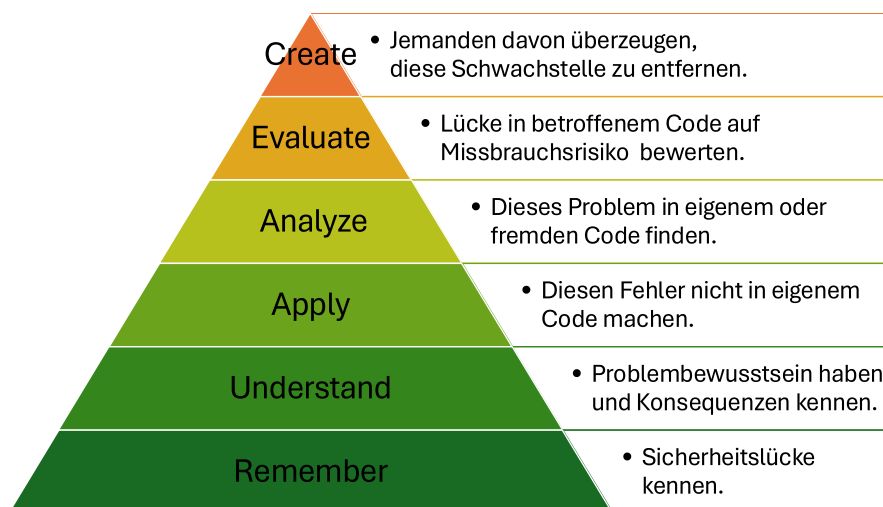 Create
• Jemanden davon überzeugen,
diese Schwachstelle zu entfernen.
Evaluate
• Lücke in betroffenem Code auf
Missbrauchsrisiko bewerten.
Analyze
• Dieses Problem in eigenem oder
fremden Code finden.
Apply
• Diesen Fehler nicht in eigenem
Code machen.
Understand
• Problembewusstsein haben
und Konsequenzen kennen.
Remember
• Sicherheitslücke
kennen.